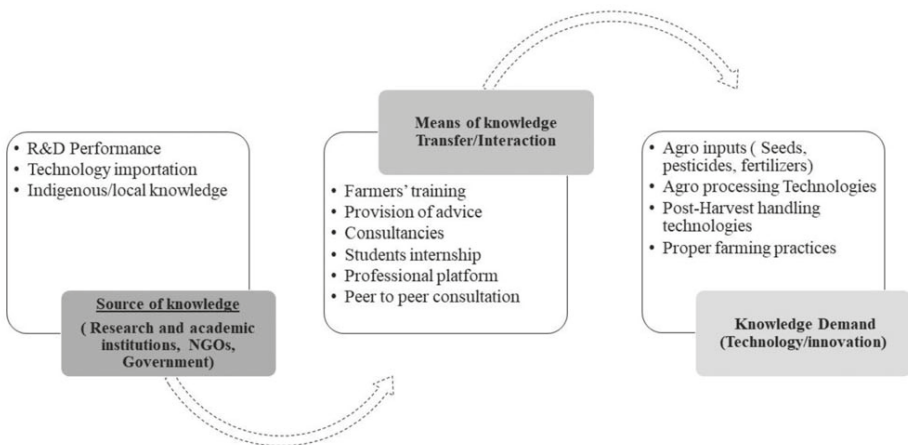 • R&D Performance
• Technology importation
• Indigenous/local knowledge
Source of knowledge
( Research and academic
institutions, NGOs,
Government)
Means of knowledge
Transfer/Interaction
• Farmers’ training
• Provision of advice
• Consultancies
• Students internship
• Professional platform
• Peer to peer consultation
• Agro inputs ( Seeds,
pesticides, fertilizers)
• Agro processing Technologies
• Post-Harvest handling
technologies
• Proper farming practices
Knowledge Demand
(Technology/innovation)